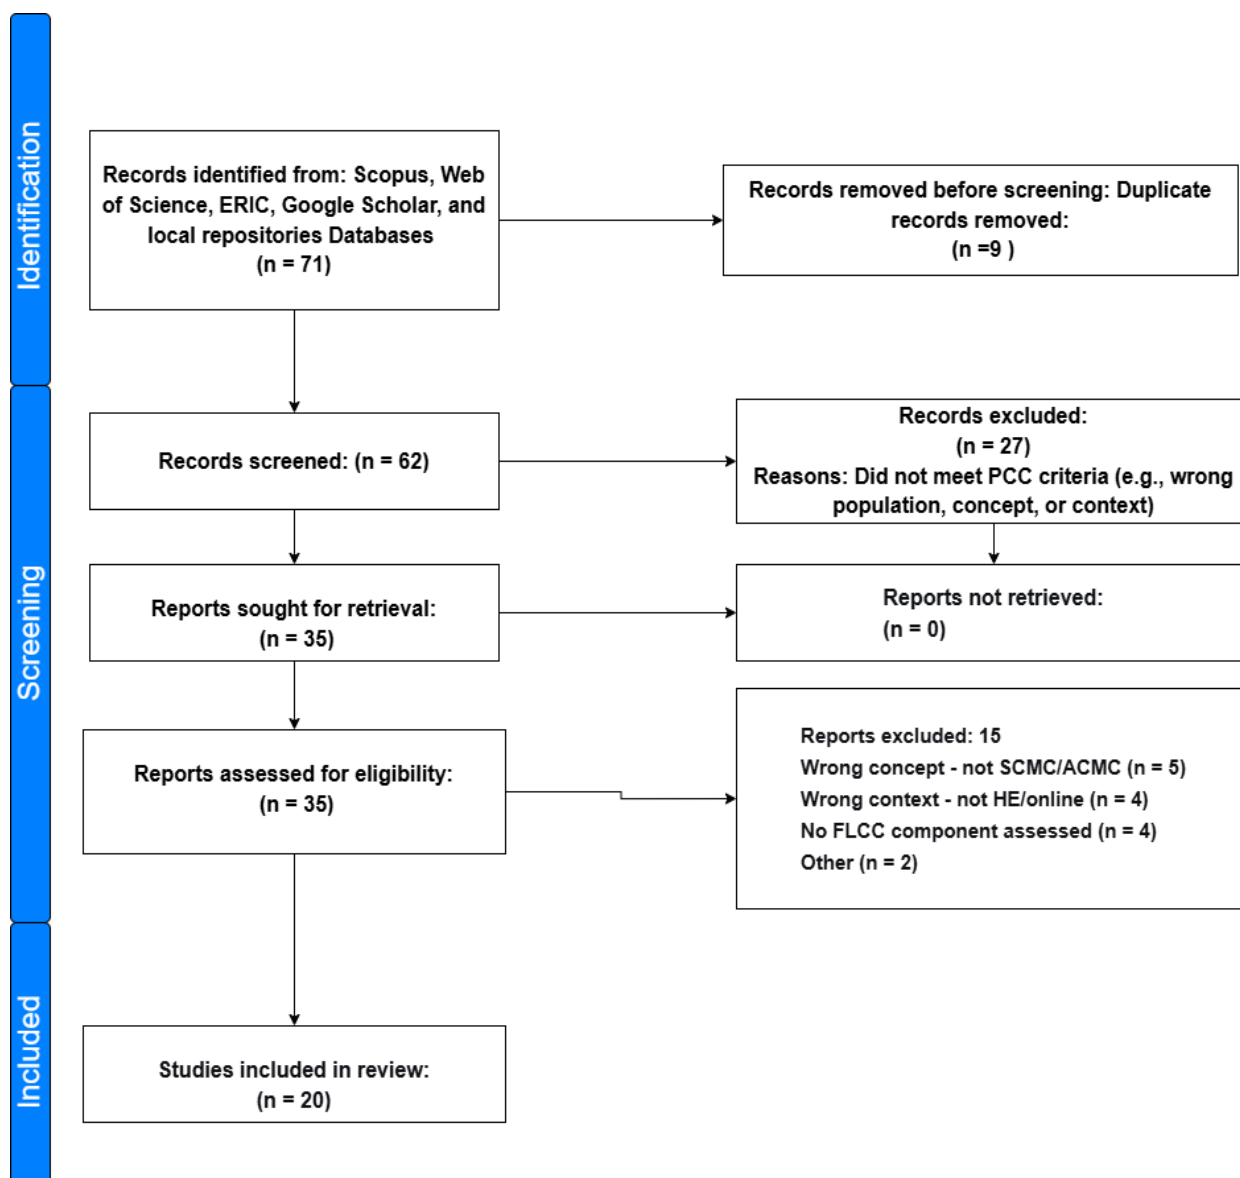 Identification
Records identified from: Scopus, Web
of Science, ERIC, Google Scholar, and
local repositories Databases
(n = 71)
Records removed before screening: Duplicate
records removed:
(n =9 )
Screening
Records screened: (n = 62)
Records excluded:
(n = 27)
Reasons: Did not meet PCC criteria (e.g., wrong
population, concept, or context)
Reports sought for retrieval:
(n = 35)
Reports not retrieved:
(n = 0)
Reports assessed for eligibility:
(n = 35)
Reports excluded: 15
Wrong concept - not SCMC/ACMC (n = 5)
Wrong context - not HE/online (n = 4)
No FLCC component assessed (n = 4)
Other (n = 2)
Included
Studies included in review:
(n = 20)